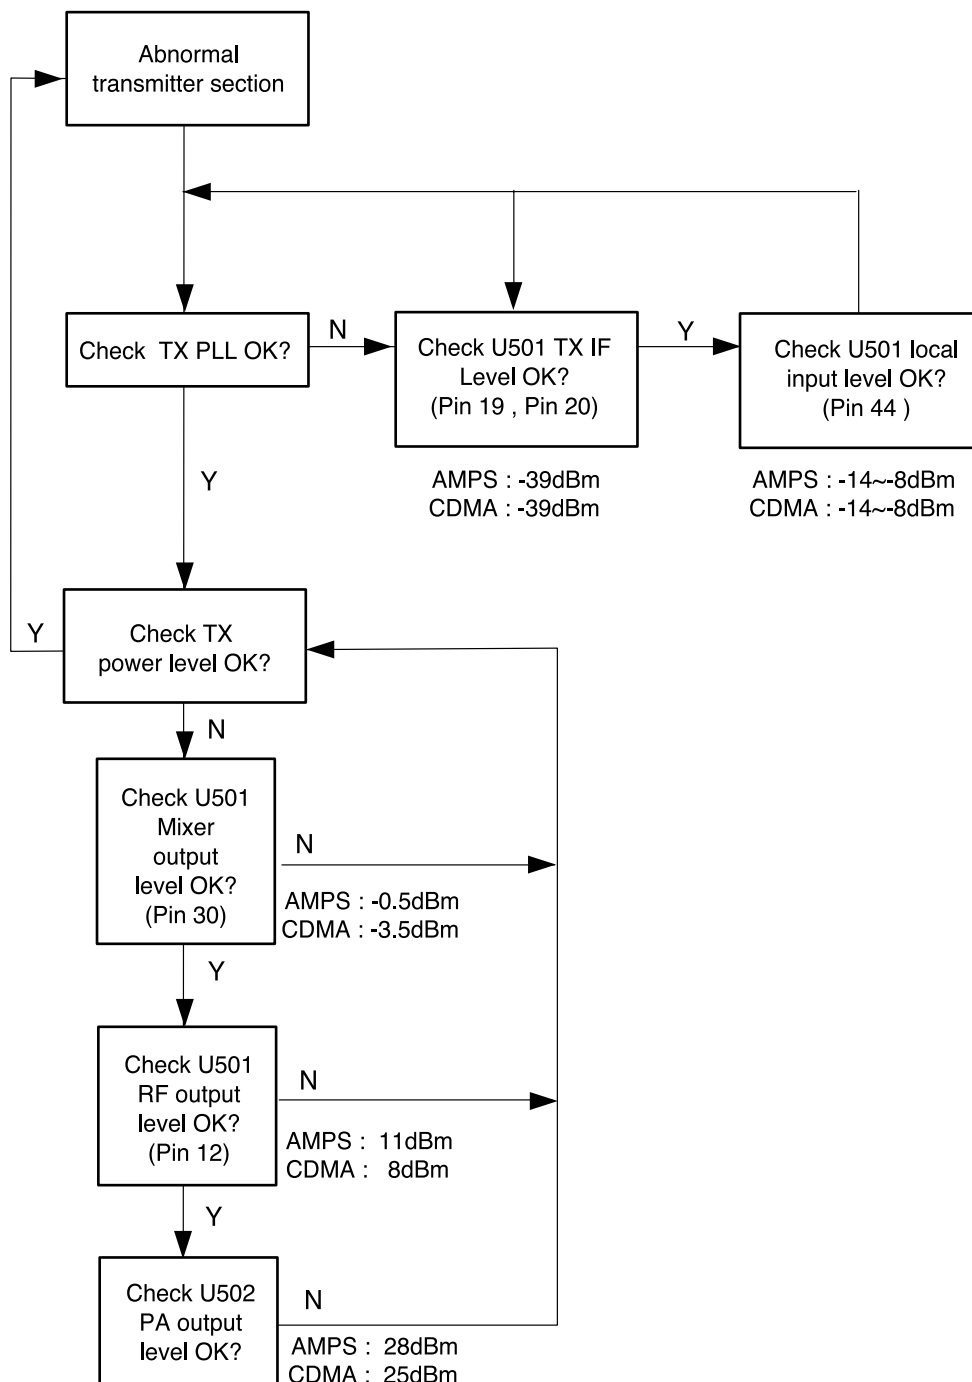 Abnormal
transmitter section
Check TX PLL OK?
N
Check U501 TX IF
Level OK?
(Pin 19 , Pin 20)
Y
Check U501 local
input level OK?
(Pin 44 )
AMPS : -39dBm
CDMA : -39dBm
AMPS : -14~-8dBm
CDMA : -14~-8dBm
Y
Y
Check TX
power level OK?
N
Check U501
Mixer
output
level OK?
(Pin 30)
N
AMPS : -0.5dBm
CDMA : -3.5dBm
Y
Check U501
RF output
level OK?
(Pin 12)
N
AMPS : 11dBm
CDMA : 8dBm
Y
Check U502
PA output
level OK?
N
AMPS : 28dBm
CDMA : 25dBm